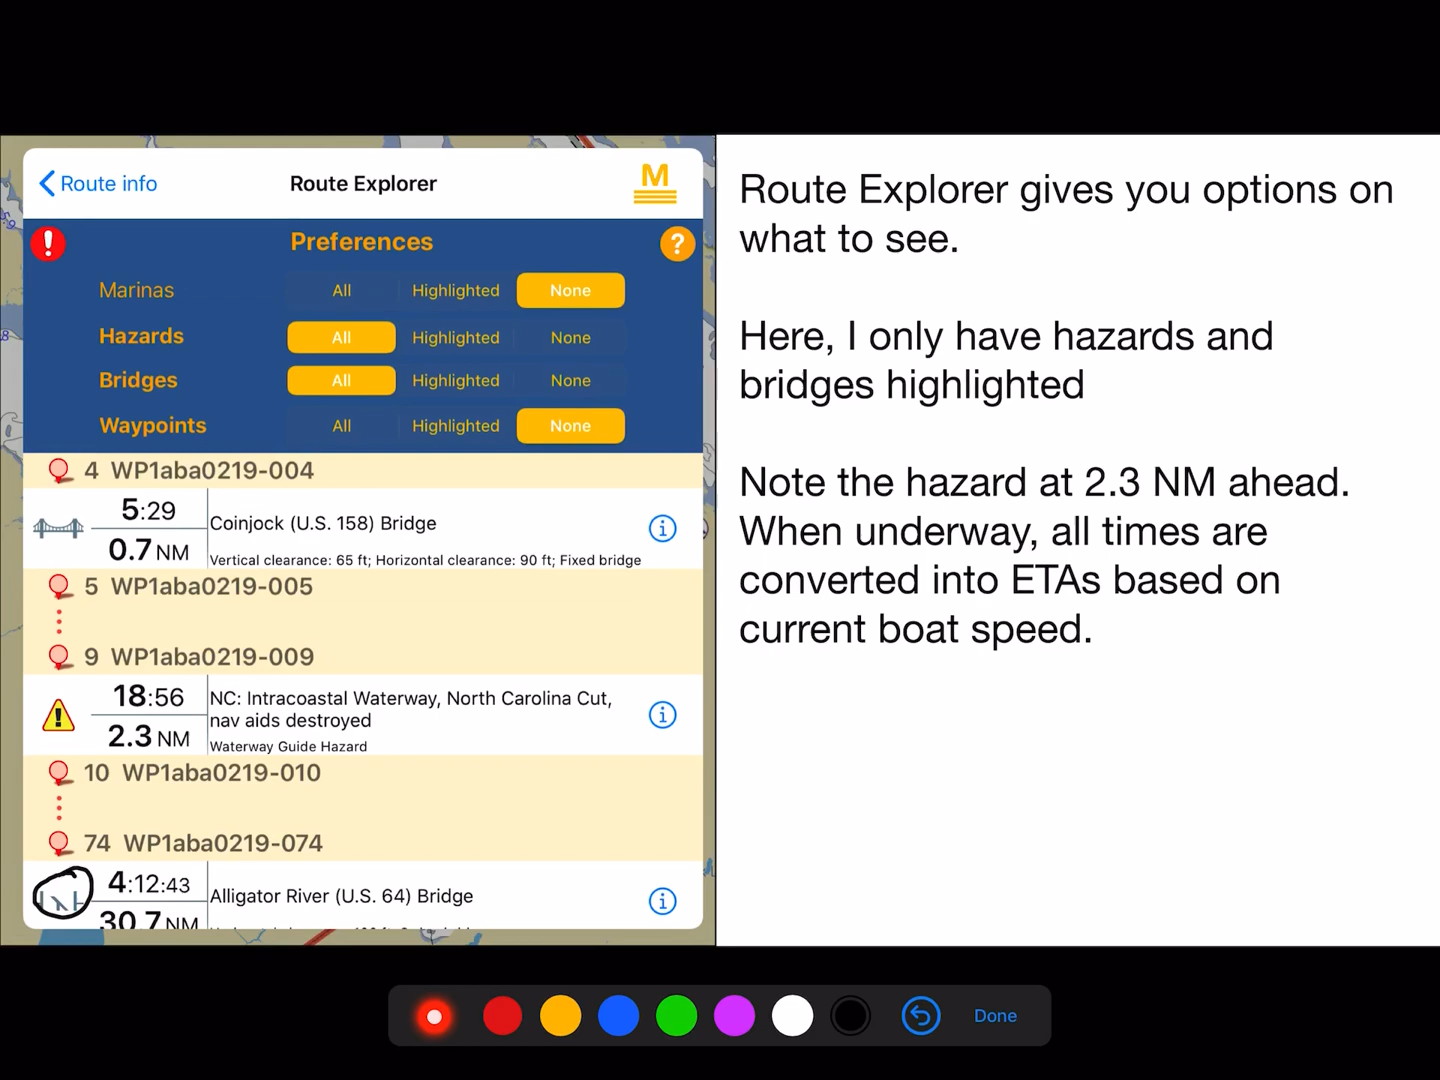 Route info
Route Explorer
M
Preferences
Marinas All Highlighted None
Hazards All Highlighted None
Bridges All Highlighted None
Waypoints All Highlighted None
4 WP1aba0219-004
5:29
0.7 NM
Coinjock (U.S. 158) Bridge
Vertical clearance: 65 ft; Horizontal clearance: 90 ft; Fixed bridge
5 WP1aba0219-005
9 WP1aba0219-009
18:56
2.3 NM
NC: Intracoastal Waterway, North Carolina Cut,
nav aids destroyed
Waterway Guide Hazard
10 WP1aba0219-010
74 WP1aba0219-074
4:12:43
30.7 NM
Alligator River (U.S. 64) Bridge
Route Explorer gives you options on
what to see.
Here, I only have hazards and
bridges highlighted
Note the hazard at 2.3 NM ahead.
When underway, all times are
converted into ETAs based on
current boat speed.
Done